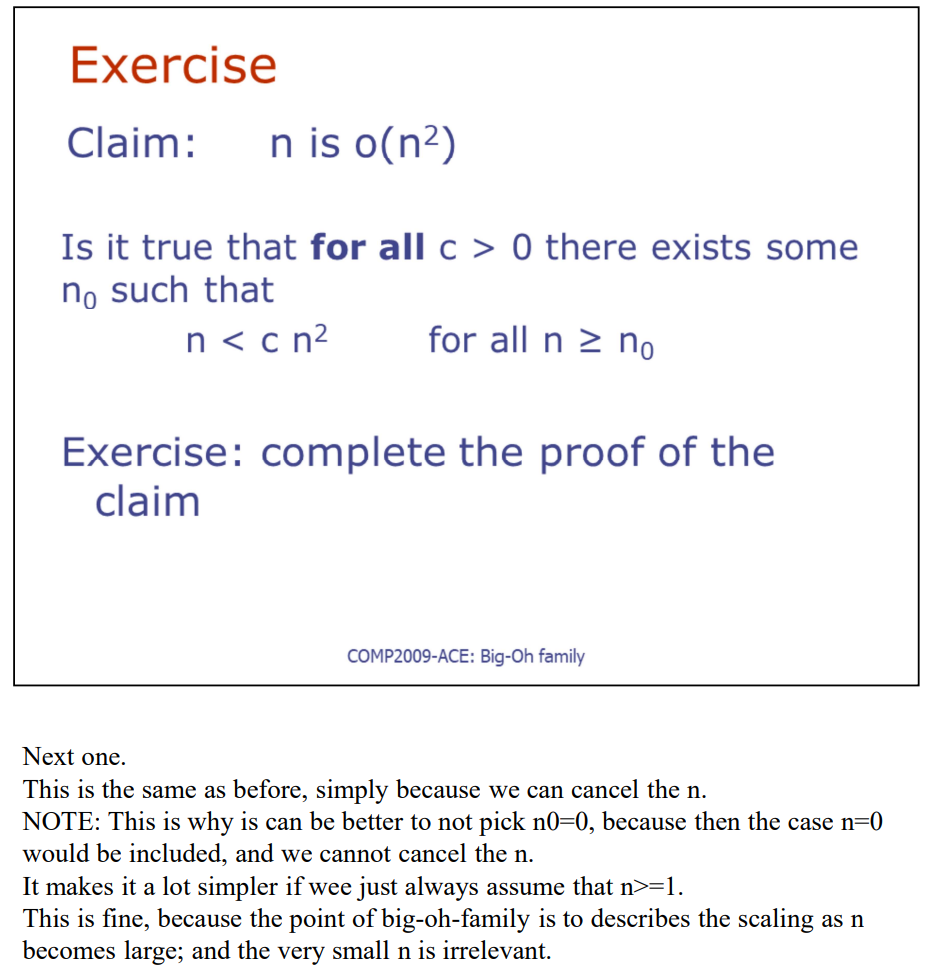 Exercise
Claim: n is o(n²)
Is it true that for all c > 0 there exists some
n₀ such that
n < c n² for all n ≥ n₀
Exercise: complete the proof of the
claim
COMP2009-ACE: Big-Oh family
Next one.
This is the same as before, simply because we can cancel the n.
NOTE: This is why is can be better to not pick n0=0, because then the case n=0
would be included, and we cannot cancel the n.
It makes it a lot simpler if wee just always assume that n>=1.
This is fine, because the point of big-oh-family is to describes the scaling as n
becomes large; and the very small n is irrelevant.